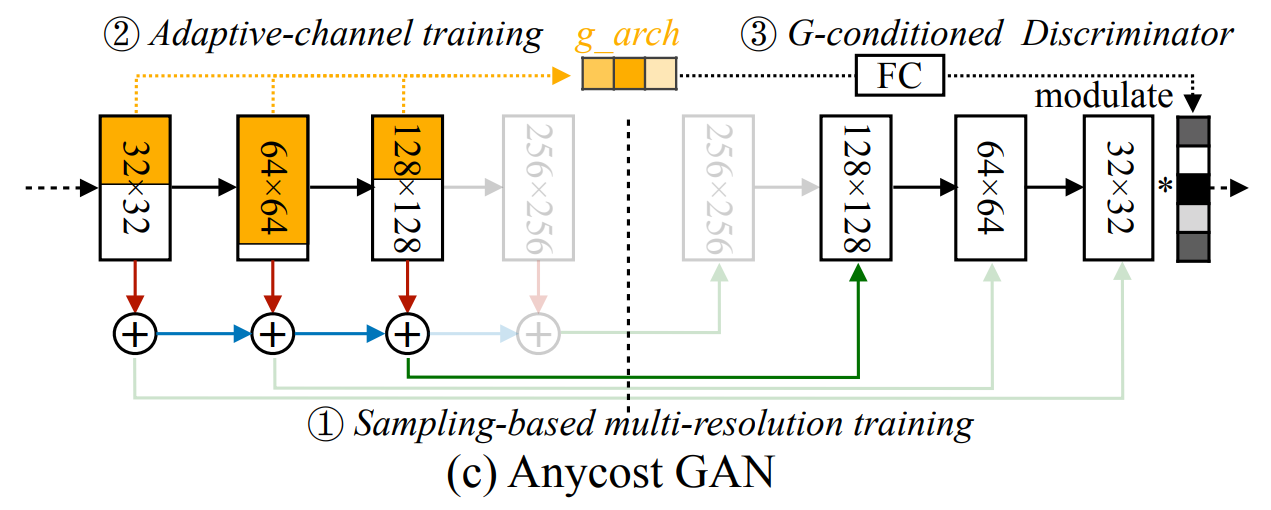 ② Adaptive-channel training
g_arch
③ G-conditioned Discriminator
FC
modulate
32×32
64×64
128×128
256×256
256×256
128×128
64×64
32×32
*
+
+
+
+
① Sampling-based multi-resolution training
(c) Anycost GAN